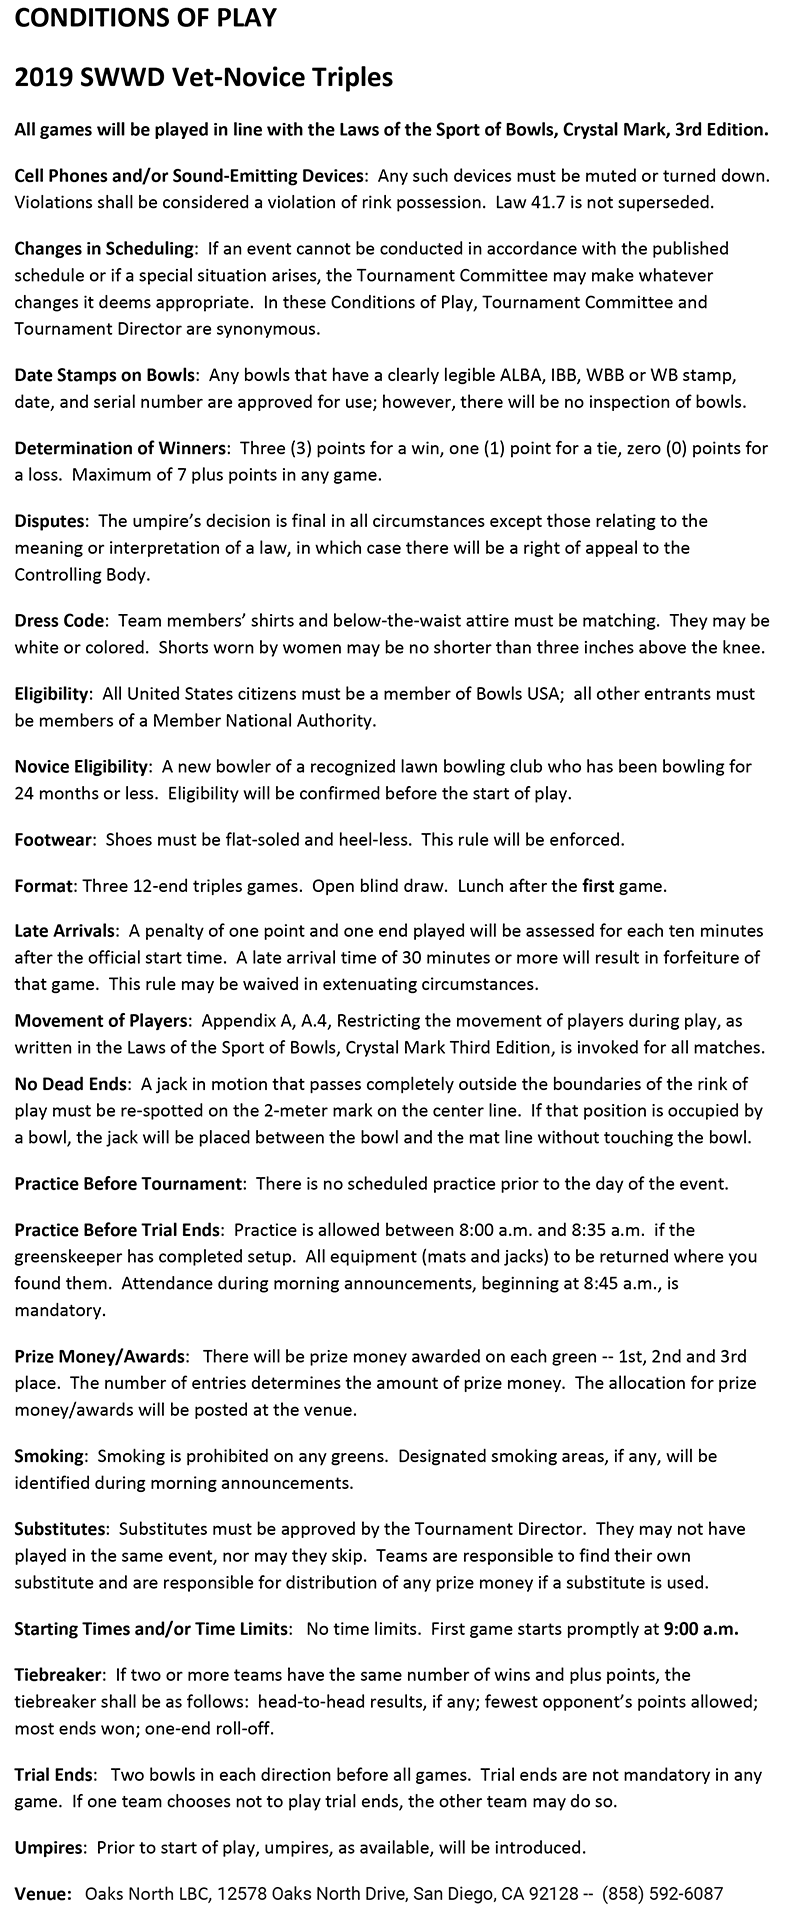 CONDITIONS OF PLAY
2019 SWWD Vet-Novice Triples
All games will be played in line with the Laws of the Sport of Bowls, Crystal Mark, 3rd Edition.
Cell Phones and/or Sound-Emitting Devices:  Any such devices must be muted or turned down.
Violations shall be considered a violation of rink possession.  Law 41.7 is not superseded.
Changes in Scheduling:  If an event cannot be conducted in accordance with the published
schedule or if a special situation arises, the Tournament Committee may make whatever
changes it deems appropriate.  In these Conditions of Play, Tournament Committee and
Tournament Director are synonymous.
Date Stamps on Bowls:  Any bowls that have a clearly legible ALBA, IBB, WBB or WB stamp,
date, and serial number are approved for use; however, there will be no inspection of bowls.
Determination of Winners:  Three (3) points for a win, one (1) point for a tie, zero (0) points for
a loss.  Maximum of 7 plus points in any game.
Disputes:  The umpire’s decision is final in all circumstances except those relating to the
meaning or interpretation of a law, in which case there will be a right of appeal to the
Controlling Body.
Dress Code:  Team members’ shirts and below-the-waist attire must be matching.  They may be
white or colored.  Shorts worn by women may be no shorter than three inches above the knee.
Eligibility:  All United States citizens must be a member of Bowls USA;  all other entrants must
be members of a Member National Authority.
Novice Eligibility:  A new bowler of a recognized lawn bowling club who has been bowling for
24 months or less.  Eligibility will be confirmed before the start of play.
Footwear:  Shoes must be flat-soled and heel-less.  This rule will be enforced.
Format: Three 12-end triples games.  Open blind draw.  Lunch after the first game.
Late Arrivals:  A penalty of one point and one end played will be assessed for each ten minutes
after the official start time.  A late arrival time of 30 minutes or more will result in forfeiture of
that game.  This rule may be waived in extenuating circumstances.
Movement of Players:  Appendix A, A.4, Restricting the movement of players during play, as
written in the Laws of the Sport of Bowls, Crystal Mark Third Edition, is invoked for all matches.
No Dead Ends:  A jack in motion that passes completely outside the boundaries of the rink of
play must be re-spotted on the 2-meter mark on the center line.  If that position is occupied by
a bowl, the jack will be placed between the bowl and the mat line without touching the bowl.
Practice Before Tournament:  There is no scheduled practice prior to the day of the event.
Practice Before Trial Ends:  Practice is allowed between 8:00 a.m. and 8:35 a.m.  if the
greenskeeper has completed setup.  All equipment (mats and jacks) to be returned where you
found them.  Attendance during morning announcements, beginning at 8:45 a.m., is
mandatory.
Prize Money/Awards:   There will be prize money awarded on each green -- 1st, 2nd and 3rd
place.  The number of entries determines the amount of prize money.  The allocation for prize
money/awards will be posted at the venue.
Smoking:  Smoking is prohibited on any greens.  Designated smoking areas, if any, will be
identified during morning announcements.
Substitutes:  Substitutes must be approved by the Tournament Director.  They may not have
played in the same event, nor may they skip.  Teams are responsible to find their own
substitute and are responsible for distribution of any prize money if a substitute is used.
Starting Times and/or Time Limits:   No time limits.  First game starts promptly at 9:00 a.m.
Tiebreaker:  If two or more teams have the same number of wins and plus points, the
tiebreaker shall be as follows:  head-to-head results, if any; fewest opponent’s points allowed;
most ends won; one-end roll-off.
Trial Ends:   Two bowls in each direction before all games.  Trial ends are not mandatory in any
game.  If one team chooses not to play trial ends, the other team may do so.
Umpires:  Prior to start of play, umpires, as available, will be introduced.
Venue:   Oaks North LBC, 12578 Oaks North Drive, San Diego, CA 92128 --  (858) 592-6087